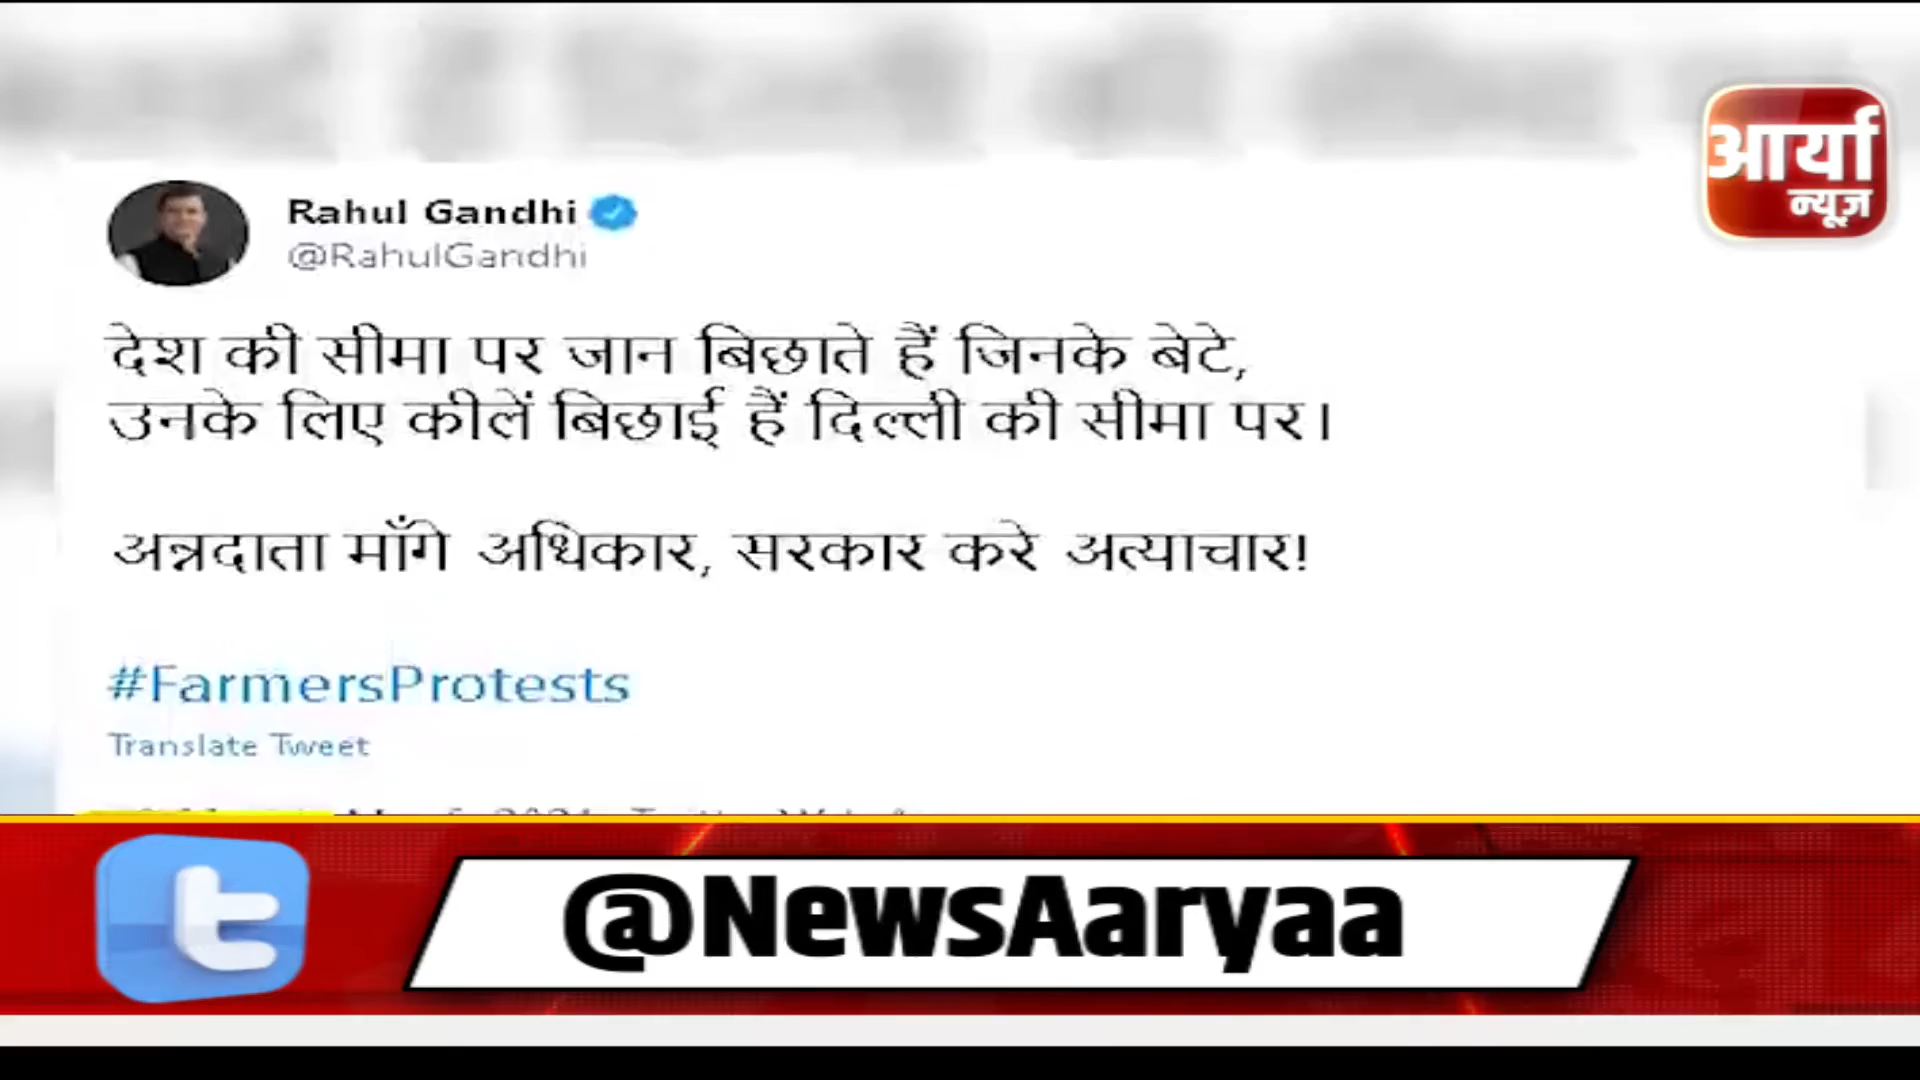 आर्या
न्यूज़
Rahul Gandhi
@RahulGandhi
देश की सीमा पर जान बिछाते हैं जिनके बेटे,
उनके लिए कीलें बिछाई हैं दिल्ली की सीमा पर।
अन्नदाता माँगे अधिकार, सरकार करे अत्याचार!
#FarmersProtests
Translate Tweet
@NewsAaryaa